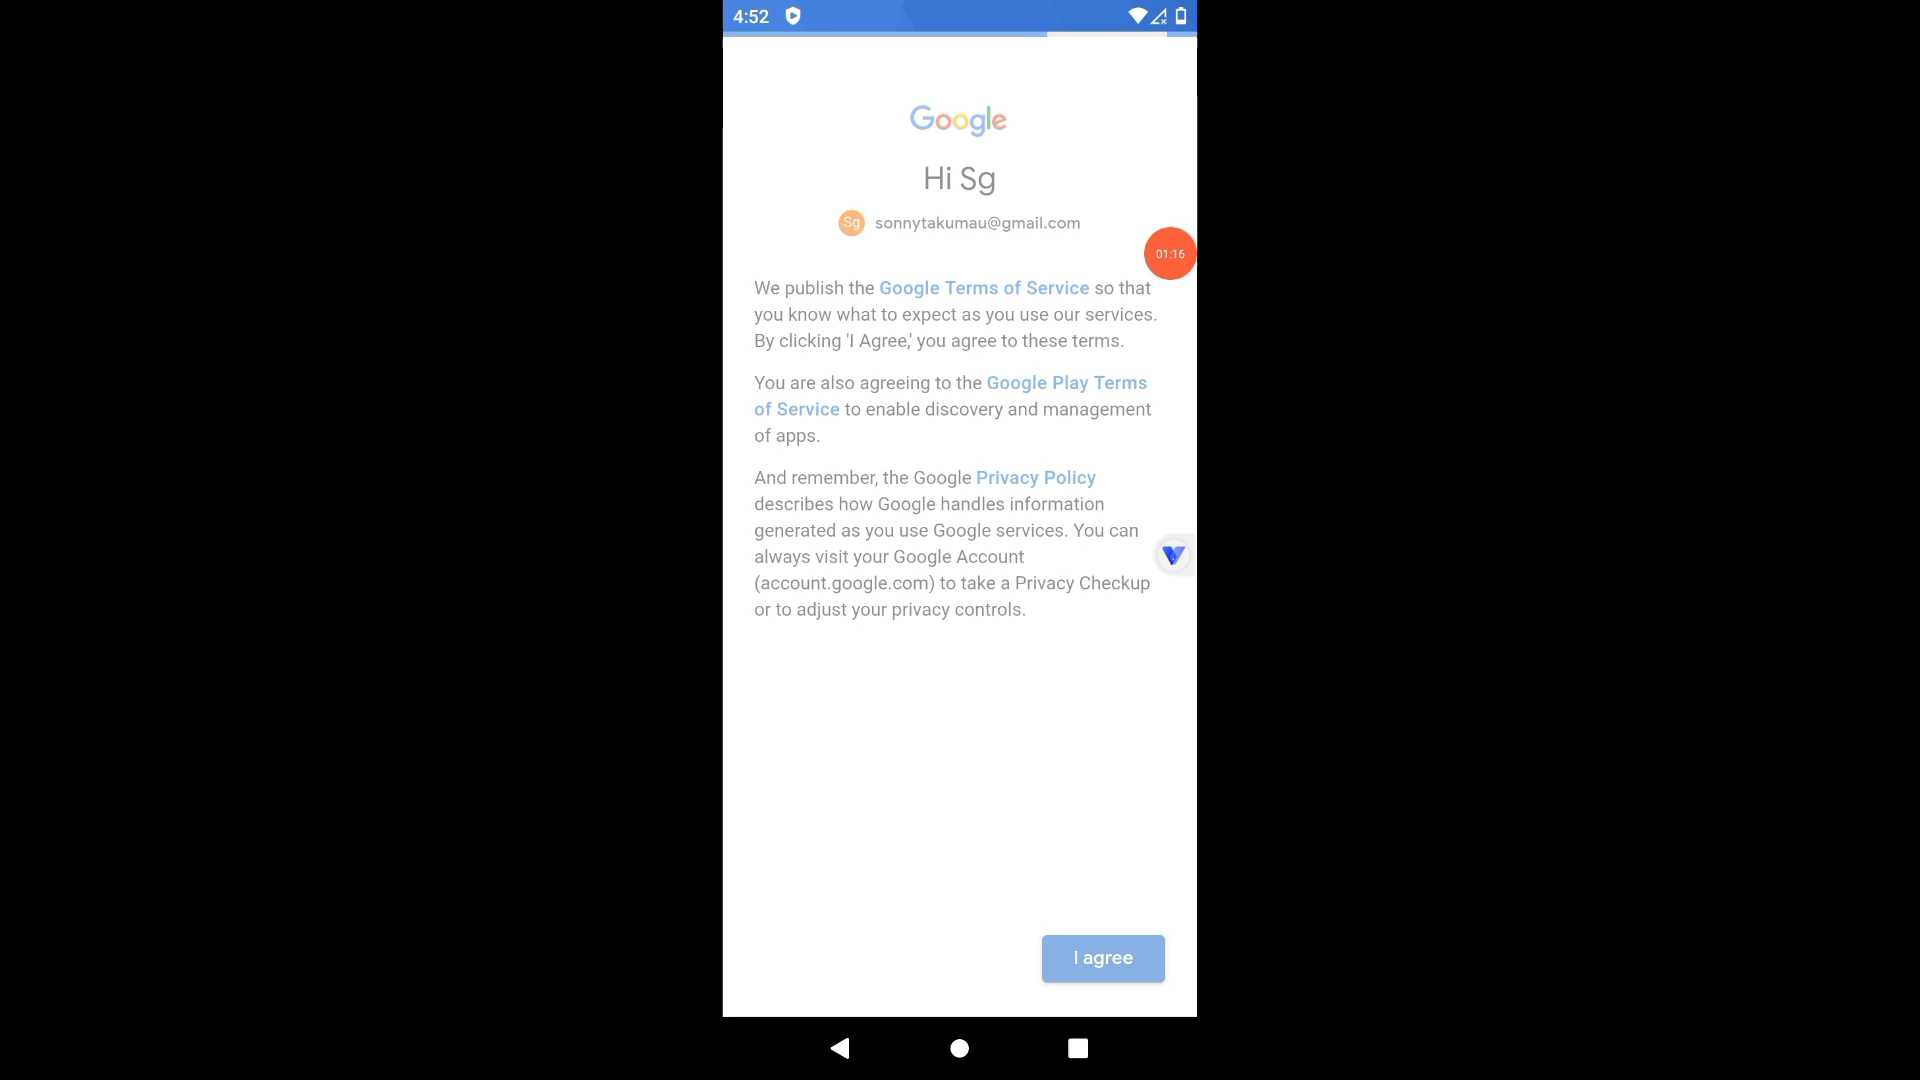 4:52
Google
Hi Sg
Sg sonnytakumau@gmail.com
01:16
We publish the Google Terms of Service so that
you know what to expect as you use our services.
By clicking 'I Agree,' you agree to these terms.
You are also agreeing to the Google Play Terms
of Service to enable discovery and management
of apps.
And remember, the Google Privacy Policy
describes how Google handles information
generated as you use Google services. You can
always visit your Google Account
(account.google.com) to take a Privacy Checkup
or to adjust your privacy controls.
I agree